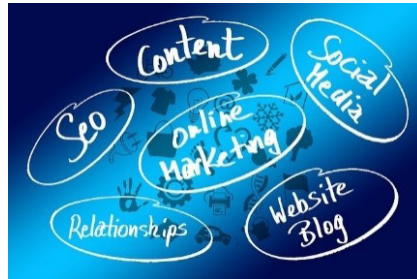 Content
Social
Media
Seo
Online
Marketing
Relationships
Website
Blog